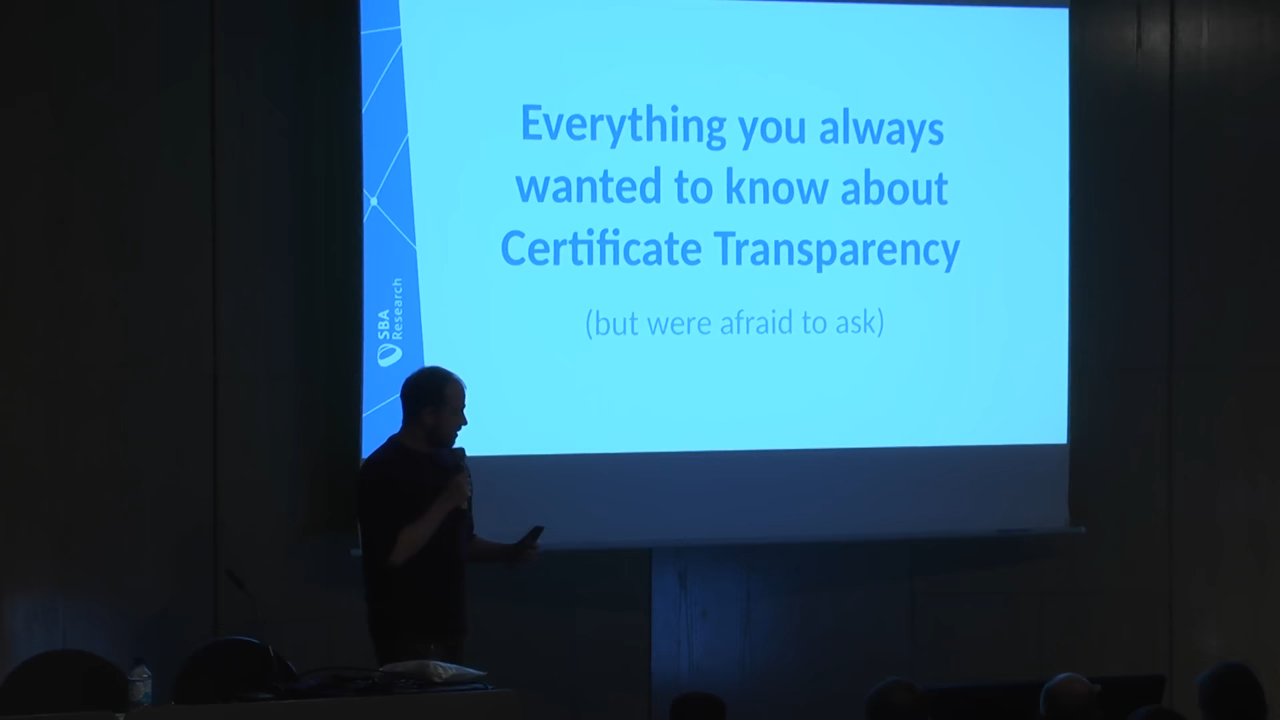 Everything you always
wanted to know about
Certificate Transparency
(but were afraid to ask)
SBA
Research